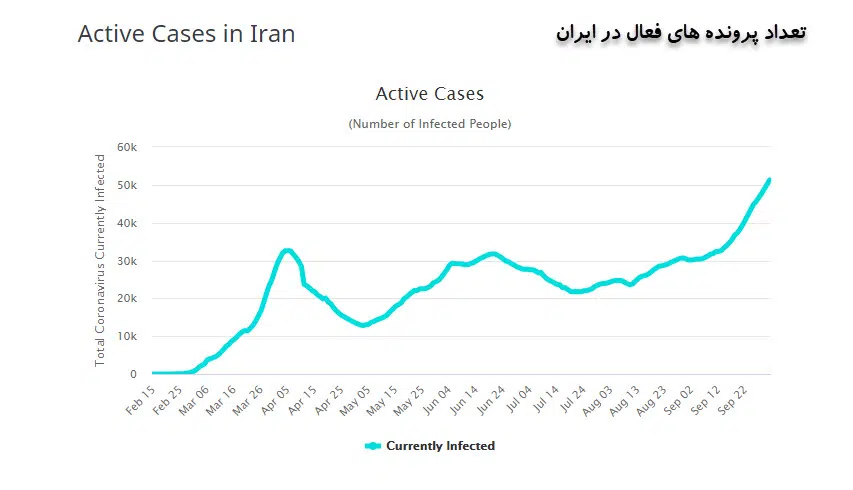 Active Cases in Iran
تعداد پرونده های فعال در ایران
Active Cases
(Number of Infected People)
Total Coronavirus Currently Infected
60k
50k
40k
30k
20k
10k
0
Feb 15
Feb 25
Mar 06
Mar 16
Mar 26
Apr 05
Apr 15
Apr 25
May 05
May 15
May 25
Jun 04
Jun 14
Jun 24
Jul 04
Jul 14
Jul 24
Aug 03
Aug 13
Aug 23
Sep 02
Sep 12
Sep 22
Currently Infected